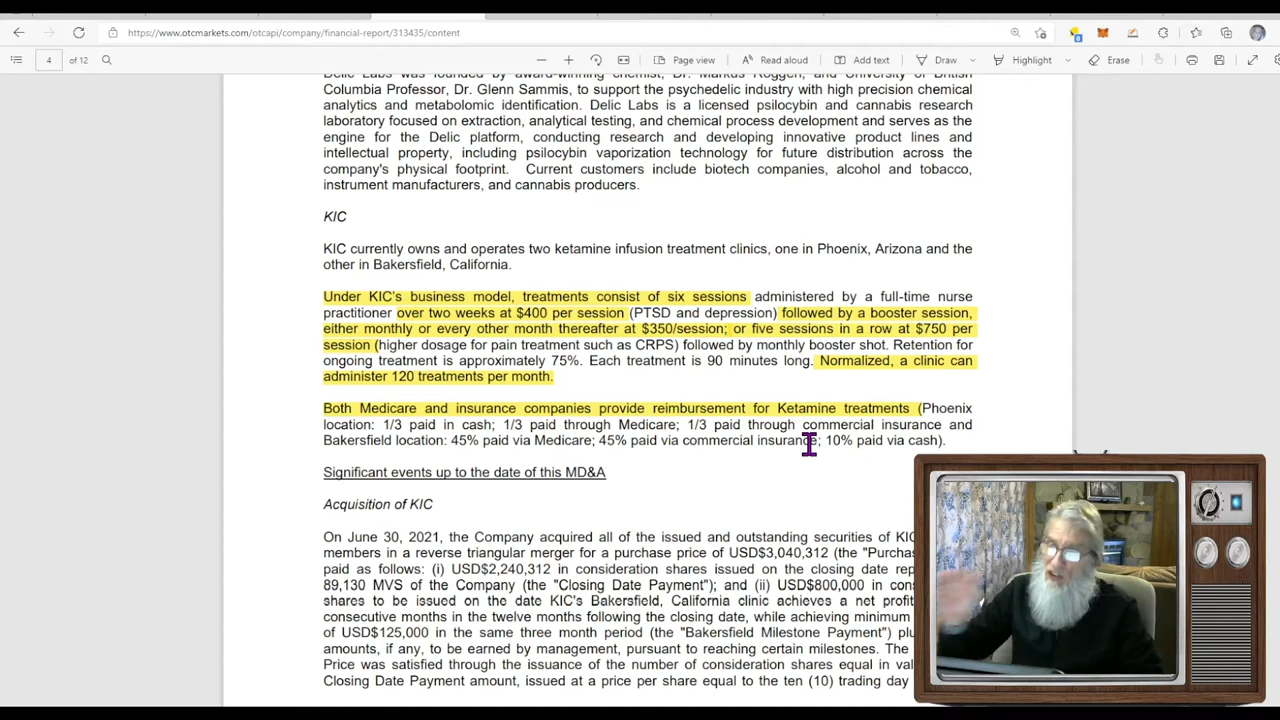 https://www.otcmarkets.com/otcapi/company/financial-report/313435/content
4 of 12
Page view
Read aloud
Add text
Draw
Highlight
Erase
Delic Labs was founded by award-winning chemist, Dr. Markus Roggen, and University of British
Columbia Professor, Dr. Glenn Sammis, to support the psychedelic industry with high precision chemical
analytics and metabolomic identification. Delic Labs is a licensed psilocybin and cannabis research
laboratory focused on extraction, analytical testing, and chemical process development and serves as the
engine for the Delic platform, conducting research and developing innovative product lines and
intellectual property, including psilocybin vaporization technology for future distribution across the
company's physical footprint. Current customers include biotech companies, alcohol and tobacco,
instrument manufacturers, and cannabis producers.
KIC
KIC currently owns and operates two ketamine infusion treatment clinics, one in Phoenix, Arizona and the
other in Bakersfield, California.
Under KIC's business model, treatments consist of six sessions administered by a full-time nurse
practitioner over two weeks at $400 per session (PTSD and depression) followed by a booster session,
either monthly or every other month thereafter at $350/session; or five sessions in a row at $750 per
session (higher dosage for pain treatment such as CRPS) followed by monthly booster shot. Retention for
ongoing treatment is approximately 75%. Each treatment is 90 minutes long. Normalized, a clinic can
administer 120 treatments per month.
Both Medicare and insurance companies provide reimbursement for Ketamine treatments (Phoenix
location: 1/3 paid in cash; 1/3 paid through Medicare; 1/3 paid through commercial insurance and
Bakersfield location: 45% paid via Medicare; 45% paid via commercial insurance; 10% paid via cash).
Significant events up to the date of this MD&A
Acquisition of KIC
On June 30, 2021, the Company acquired all of the issued and outstanding securities of KIC
members in a reverse triangular merger for a purchase price of USD$3,040,312 (the "Purchas
paid as follows: (i) USD$2,240,312 in consideration shares issued on the closing date rep
89,130 MVS of the Company (the "Closing Date Payment"); and (ii) USD$800,000 in con
shares to be issued on the date KIC's Bakersfield, California clinic achieves a net profit
consecutive months in the twelve months following the closing date, while achieving minimum
of USD$125,000 in the same three month period (the "Bakersfield Milestone Payment") plu
amounts, if any, to be earned by management, pursuant to reaching certain milestones. The
Price was satisfied through the issuance of the number of consideration shares equal in val
Closing Date Payment amount, issued at a price per share equal to the ten (10) trading day